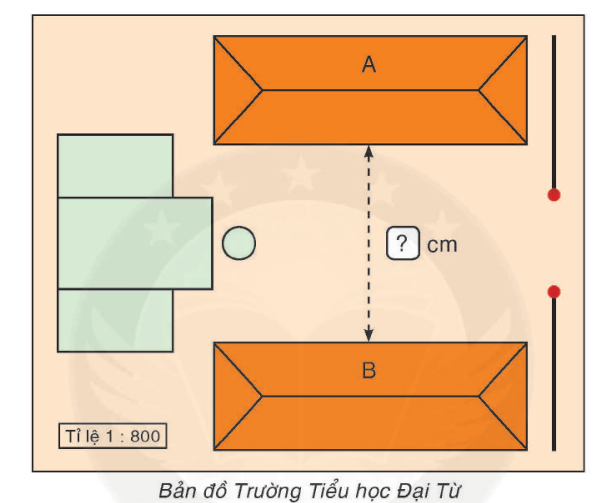 A
? cm
B
Tỉ lệ 1 : 800
Bản đồ Trường Tiểu học Đại Từ